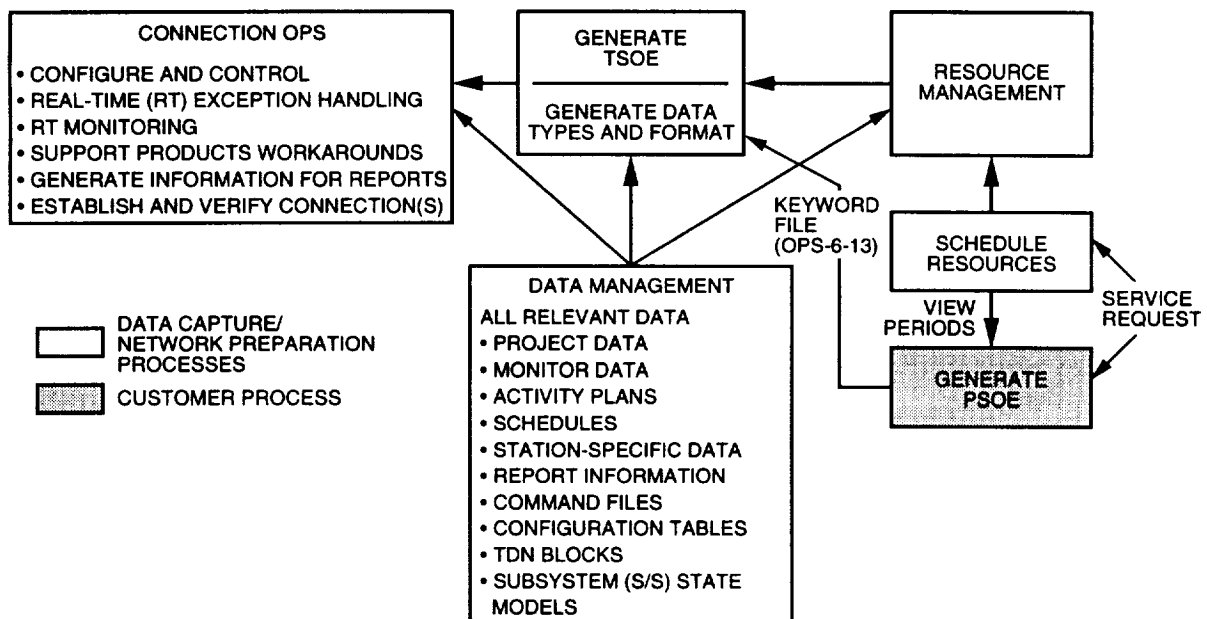 CONNECTION OPS
• CONFIGURE AND CONTROL
• REAL-TIME (RT) EXCEPTION HANDLING
• RT MONITORING
• SUPPORT PRODUCTS WORKAROUNDS
• GENERATE INFORMATION FOR REPORTS
• ESTABLISH AND VERIFY CONNECTION(S)
GENERATE
TSOE
GENERATE DATA
TYPES AND FORMAT
RESOURCE
MANAGEMENT
KEYWORD
FILE
(OPS-6-13)
SCHEDULE
RESOURCES
VIEW
PERIODS
SERVICE
REQUEST
GENERATE
PSOE
DATA MANAGEMENT
ALL RELEVANT DATA
• PROJECT DATA
• MONITOR DATA
• ACTIVITY PLANS
• SCHEDULES
• STATION-SPECIFIC DATA
• REPORT INFORMATION
• COMMAND FILES
• CONFIGURATION TABLES
• TDN BLOCKS
• SUBSYSTEM (S/S) STATE
MODELS
DATA CAPTURE/
NETWORK PREPARATION
PROCESSES
CUSTOMER PROCESS